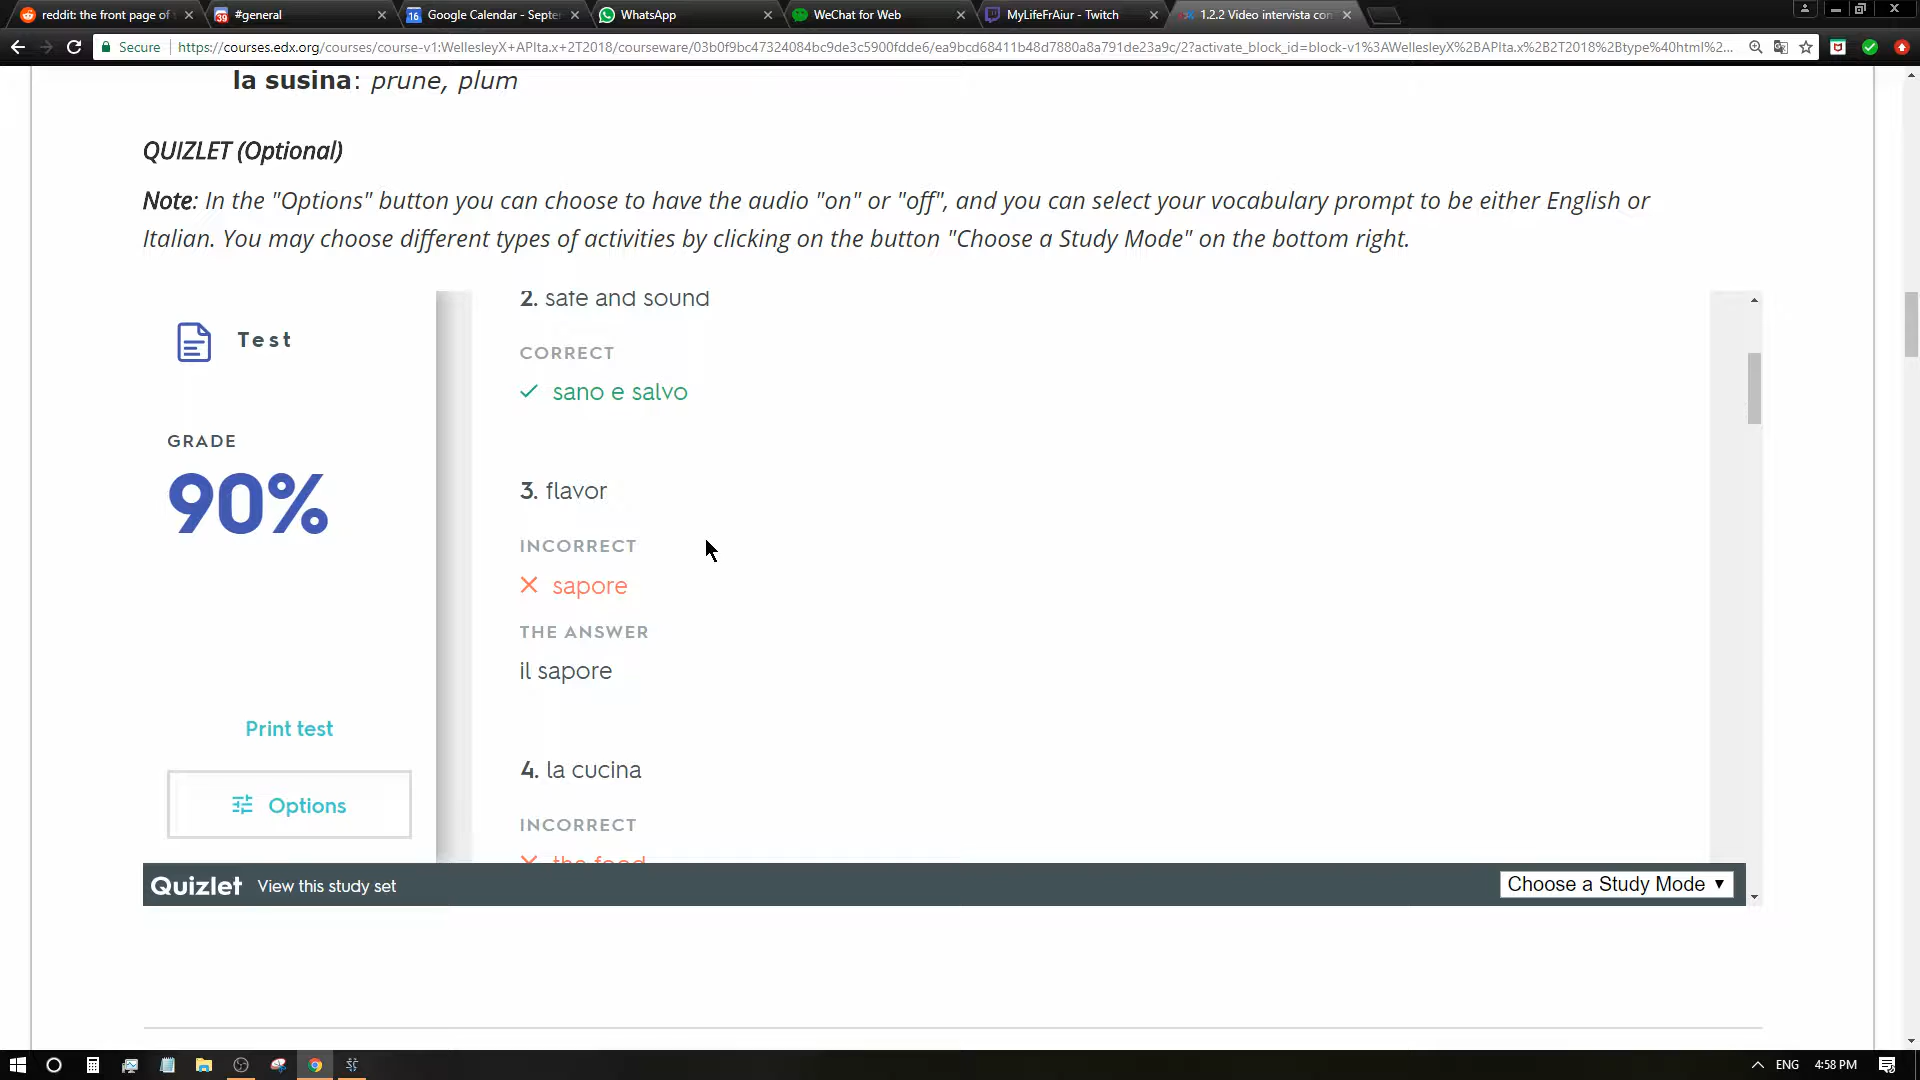 reddit: the front page of
#general
Google Calendar - Septe
WhatsApp
WeChat for Web
MyLifeFrAiur - Twitch
1.2.2 Video intervista con
Secure
https://courses.edx.org/courses/course-v1:WellesleyX+APIta.x+2T2018/courseware/03b0f9bc47324084bc9de3c5900fdde6/ea9bcd68411b48d7880a8a791de23a9c/2?activate_block_id=block-v1%3AWellesleyX%2BAPIta.x%2B2T2018%2Btype%40html%2...
la susina: prune, plum
QUIZLET (Optional)
Note: In the "Options" button you can choose to have the audio "on" or "off", and you can select your vocabulary prompt to be either English or
Italian. You may choose different types of activities by clicking on the button "Choose a Study Mode" on the bottom right.
Test
GRADE
90%
Print test
Options
2. safe and sound
CORRECT
sano e salvo
3. flavor
INCORRECT
sapore
THE ANSWER
il sapore
4. la cucina
INCORRECT
the food
Quizlet View this study set
Choose a Study Mode
ENG
4:58 PM